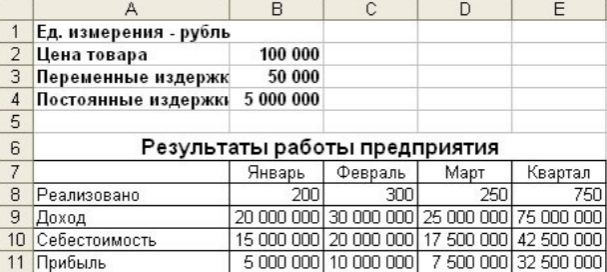 A B C D E
1 Ед. измерения - рубль
2 Цена товара 100 000
3 Переменные издержк 50 000
4 Постоянные издержки 5 000 000
5
6 Результаты работы предприятия
7 Январь Февраль Март Квартал
8 Реализовано 200 300 250 750
9 Доход 20 000 000 30 000 000 25 000 000 75 000 000
10 Себестоимость 15 000 000 20 000 000 17 500 000 42 500 000
11 Прибыль 5 000 000 10 000 000 7 500 000 32 500 000